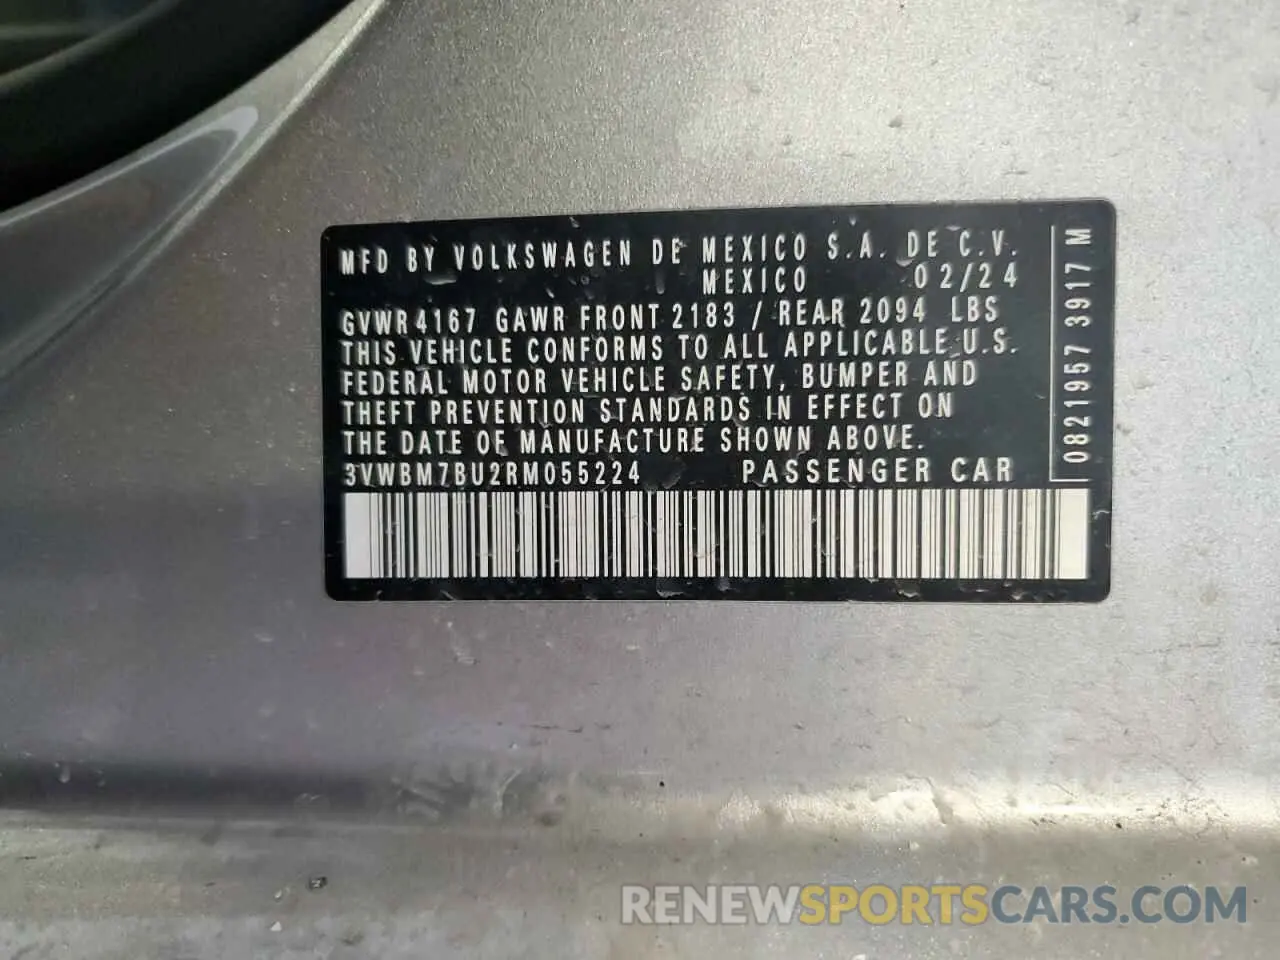 MFD BY VOLKSWAGEN DE MEXICO S.A. DE C.V.
MEXICO 02/24
GVWR 4167 GAWR FRONT 2183 / REAR 2094 LBS
THIS VEHICLE CONFORMS TO ALL APPLICABLE U.S.
FEDERAL MOTOR VEHICLE SAFETY, BUMPER AND
THEFT PREVENTION STANDARDS IN EFFECT ON
THE DATE OF MANUFACTURE SHOWN ABOVE.
3VWBM7BU2RM055224 PASSENGER CAR
0821957 3917 M
RENEWSPORTSCARS.COM